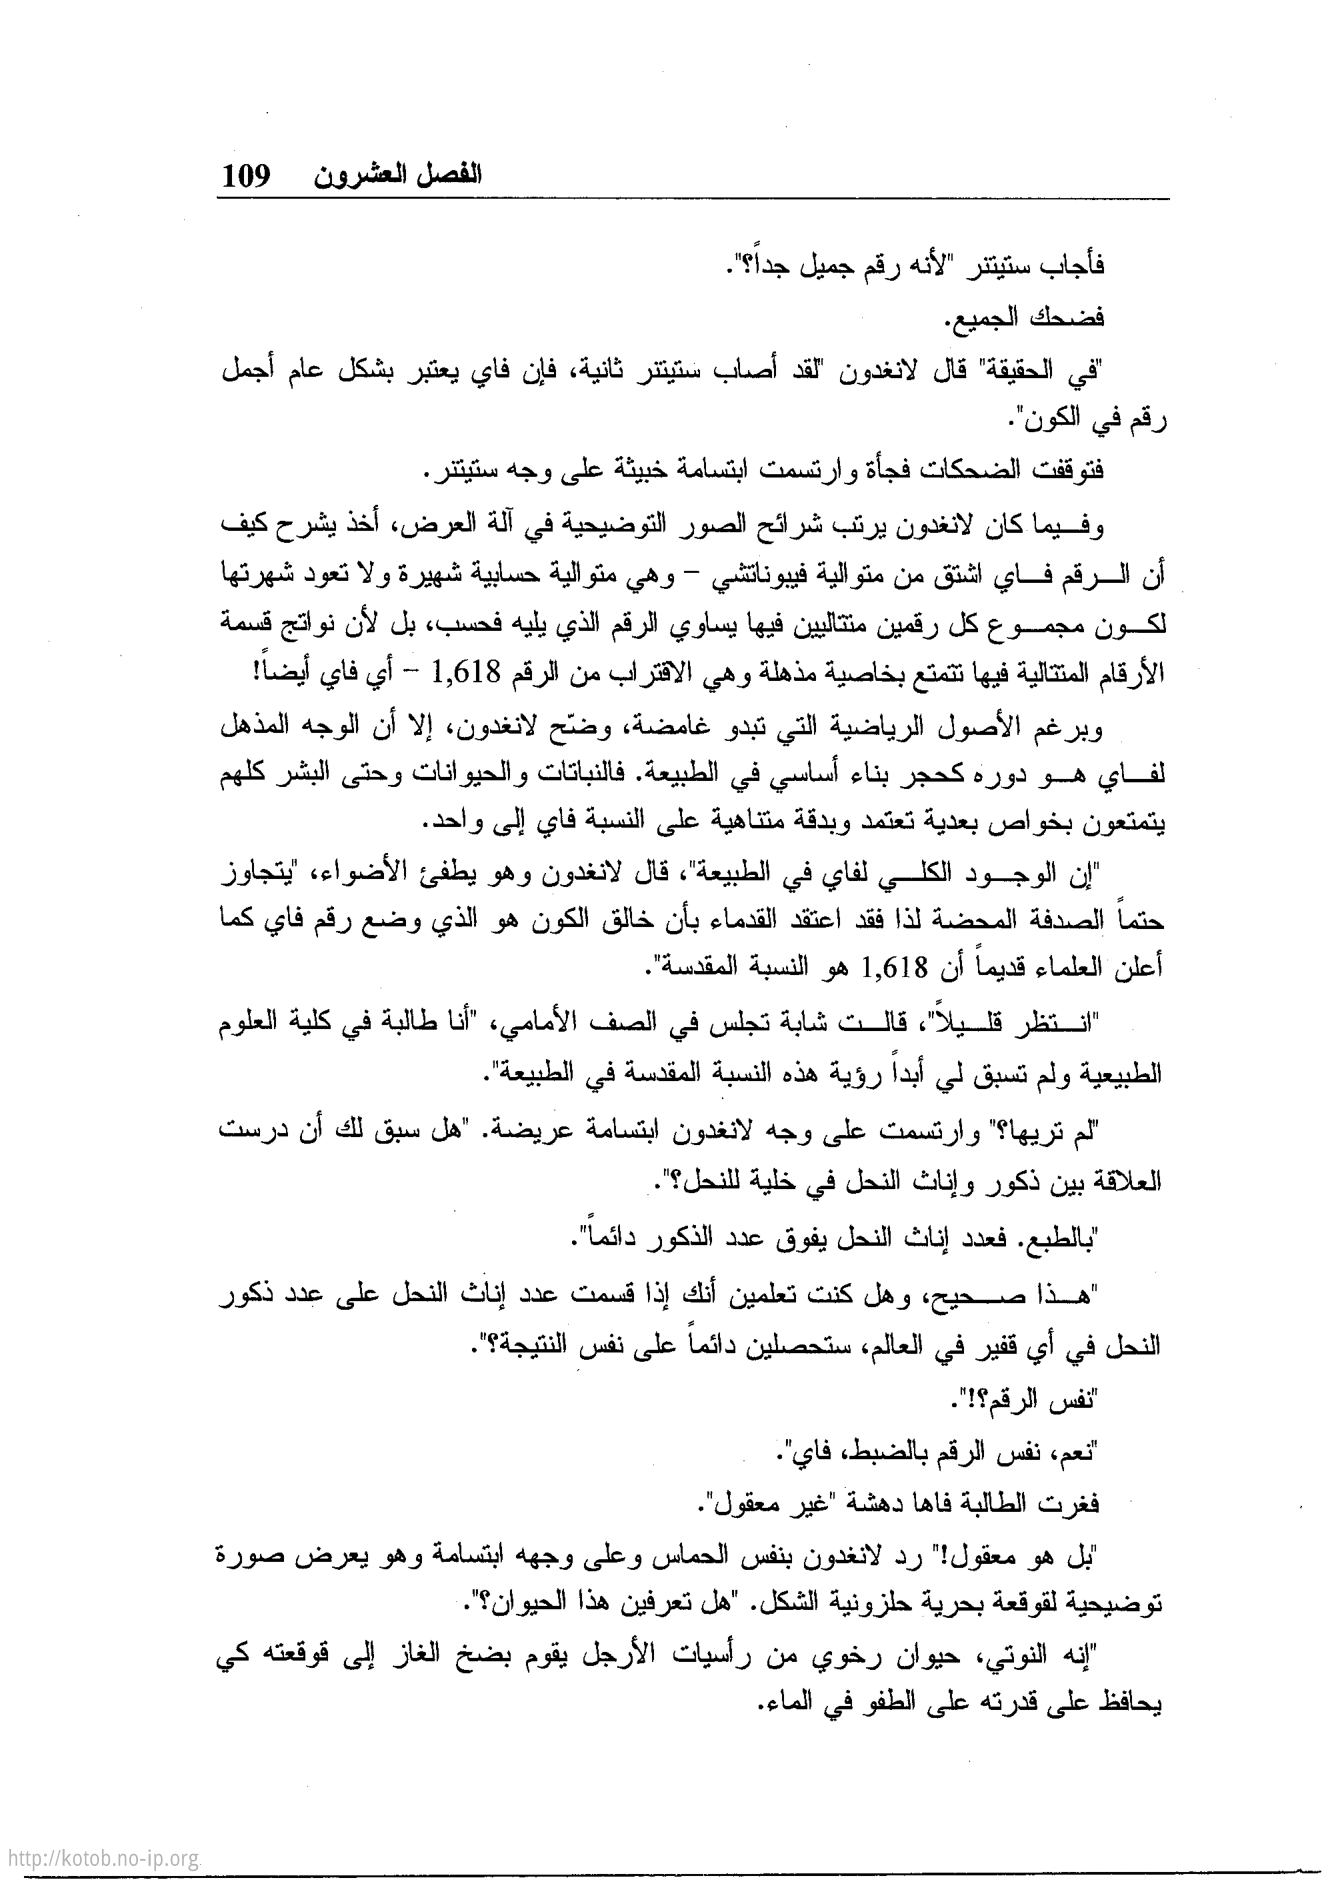 الفصل العشرون 109
فأجاب ستيتنر "لأنه رقم جميل جداً؟".
فضحك الجميع.
"في الحقيقة" قال لانغدون "لقد أصاب ستيتنر ثانية، فإن فاي يعتبر بشكل عام أجمل
رقم في الكون".
فتوقفت الضحكات فجأة وارتسمت ابتسامة خبيثة على وجه ستيتنر.
وفيما كان لانغدون يرتب شرائح الصور التوضيحية في آلة العرض، أخذ يشرح كيف
أن الرقم فاي اشتق من متوالية فيبوناتشي – وهي متوالية حسابية شهيرة ولا تعود شهرتها
لكون مجموع كل رقمين متتاليين فيها يساوي الرقم الذي يليه فحسب، بل لأن نواتج قسمة
الأرقام المتتالية فيها تتمتع بخاصية مذهلة وهي الاقتراب من الرقم 1,618 – أي فاي أيضاً!
وبرغم الأصول الرياضية التي تبدو غامضة، وضّح لانغدون، إلا أن الوجه المذهل
لفاي هو دوره كحجر بناء أساسي في الطبيعة. فالنباتات والحيوانات وحتى البشر كلهم
يتمتعون بخواص بعدية تعتمد وبدقة متناهية على النسبة فاي إلى واحد.
"إن الوجود الكلي لفاي في الطبيعة"، قال لانغدون وهو يطفئ الأضواء، "يتجاوز
حتماً الصدفة المحضة لذا فقد اعتقد القدماء بأن خالق الكون هو الذي وضع رقم فاي كما
أعلن العلماء قديماً أن 1,618 هو النسبة المقدسة".
"انتظر قليلاً"، قالت شابة تجلس في الصف الأمامي، "أنا طالبة في كلية العلوم
الطبيعية ولم تسبق لي أبداً رؤية هذه النسبة المقدسة في الطبيعة".
"لم تريها؟" وارتسمت على وجه لانغدون ابتسامة عريضة. "هل سبق لك أن درست
العلاقة بين ذكور وإناث النحل في خلية للنحل؟".
"بالطبع. فعدد إناث النحل يفوق عدد الذكور دائماً".
"هذا صحيح، وهل كنت تعلمين أنك إذا قسمت عدد إناث النحل على عدد ذكور
النحل في أي قفير في العالم، ستحصلين دائماً على نفس النتيجة؟".
"نفس الرقم؟!".
"نعم، نفس الرقم بالضبط، فاي".
ففغرت الطالبة فاها دهشة "غير معقول".
"بل هو معقول!" رد لانغدون بنفس الحماس وعلى وجهه ابتسامة وهو يعرض صورة
توضيحية لقوقعة بحرية حلزونية الشكل. "هل تعرفين هذا الحيوان؟".
"إنه النوتي، حيوان رخوي من رأسيات الأرجل يقوم بضخ الغاز إلى قوقعته كي
يحافظ على قدرته على الطفو في الماء.
http://kotob.no-ip.org